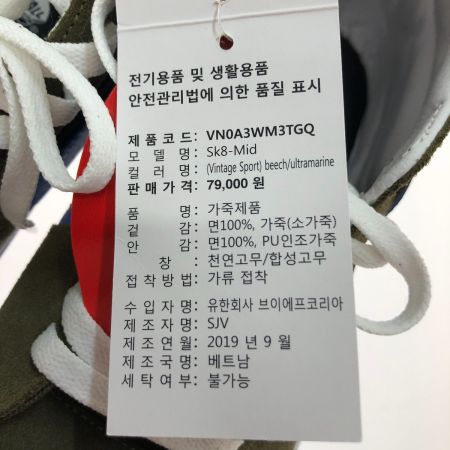 전기용품 및 생활용품
안전관리법에 의한 품질 표시
제품코드: VN0A3WM3TGQ
모 델 명: Sk8-Mid
컬 러 명: (Vintage Sport) beech/ultramarine
판매가격: 79,000 원
품 명: 가죽제품
겉 감: 면100%, 가죽(소가죽)
안 감: 면100%, PU인조가죽
창 : 천연고무/합성고무
접착방법: 가류 접착
수입자명: 유한회사 브이에프코리아
제조자명: SJV
제조연월: 2019 년 9 월
제조국명: 베트남
세탁여부: 불가능